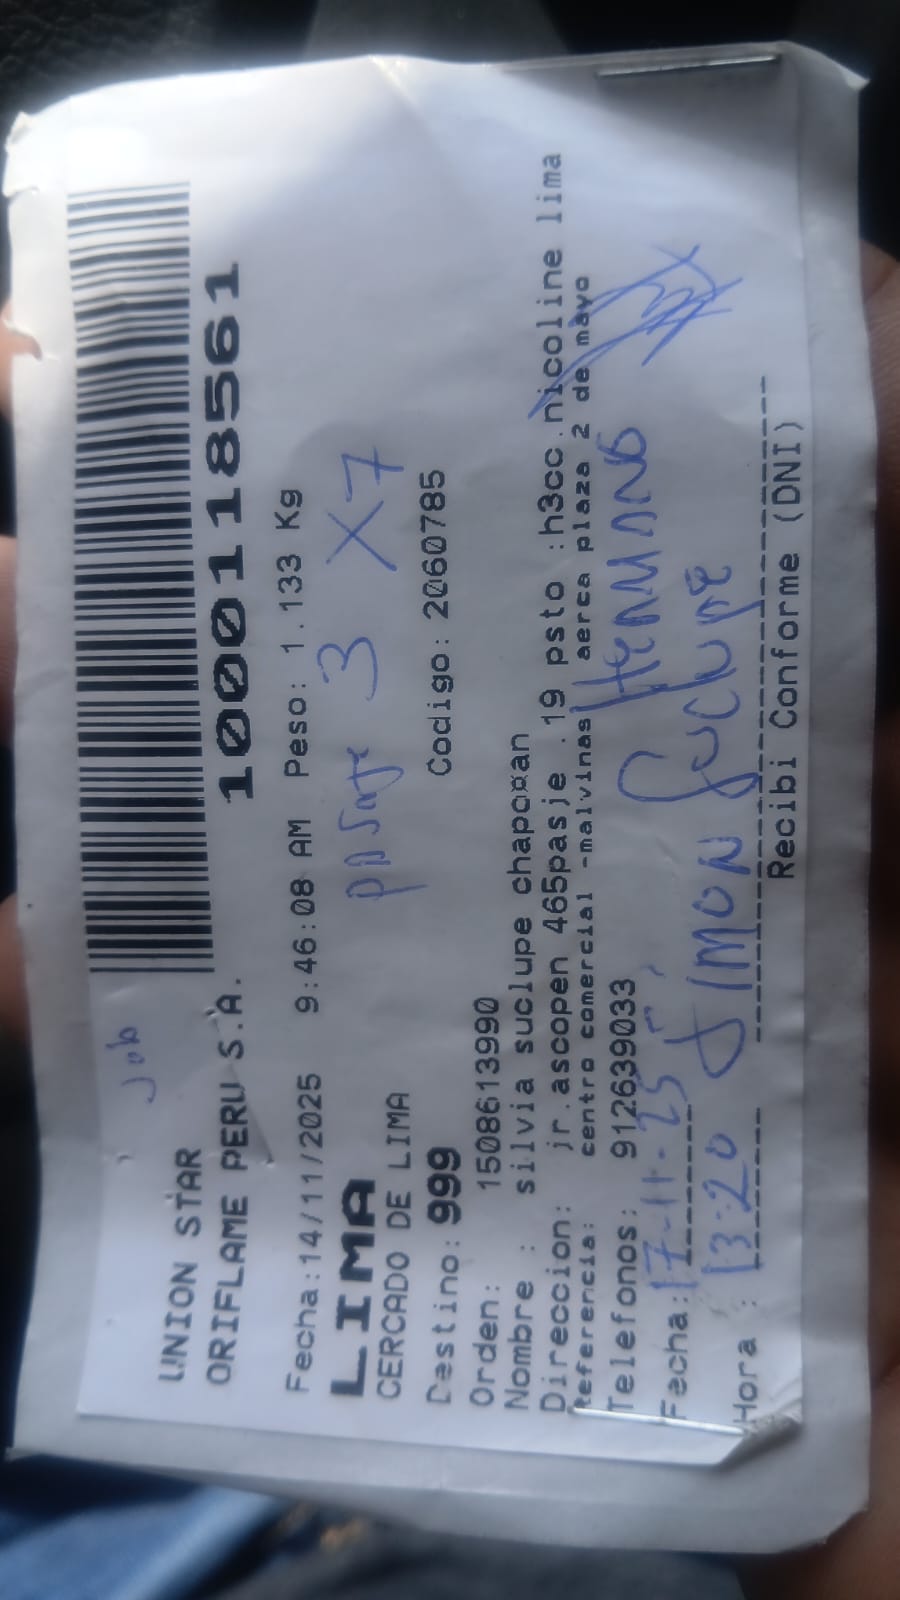 Job
UNION STAR
ORIFLAME PERU S.A.
10001118561
Fecha:14/11/2025 9:46:08 AM Peso: 1.133 Kg
LIMA
CERCADO DE LIMA
pasaje 3 X7
Destino: 999 Codigo: 2060785
Orden: 1508613990
Nombre : silvia suclupe chapoñan
Direccion: jr.ascopen 465pasje .19 psto :h3cc.nicoline lima
Referencia: centro comercial -malvinas aerca plaza 2 de mayo
Telefonos: 912639033
Hermano
Fecha: 17-11-25
Simon Suclupe
Hora : 13:20
Recibi Conforme (DNI)